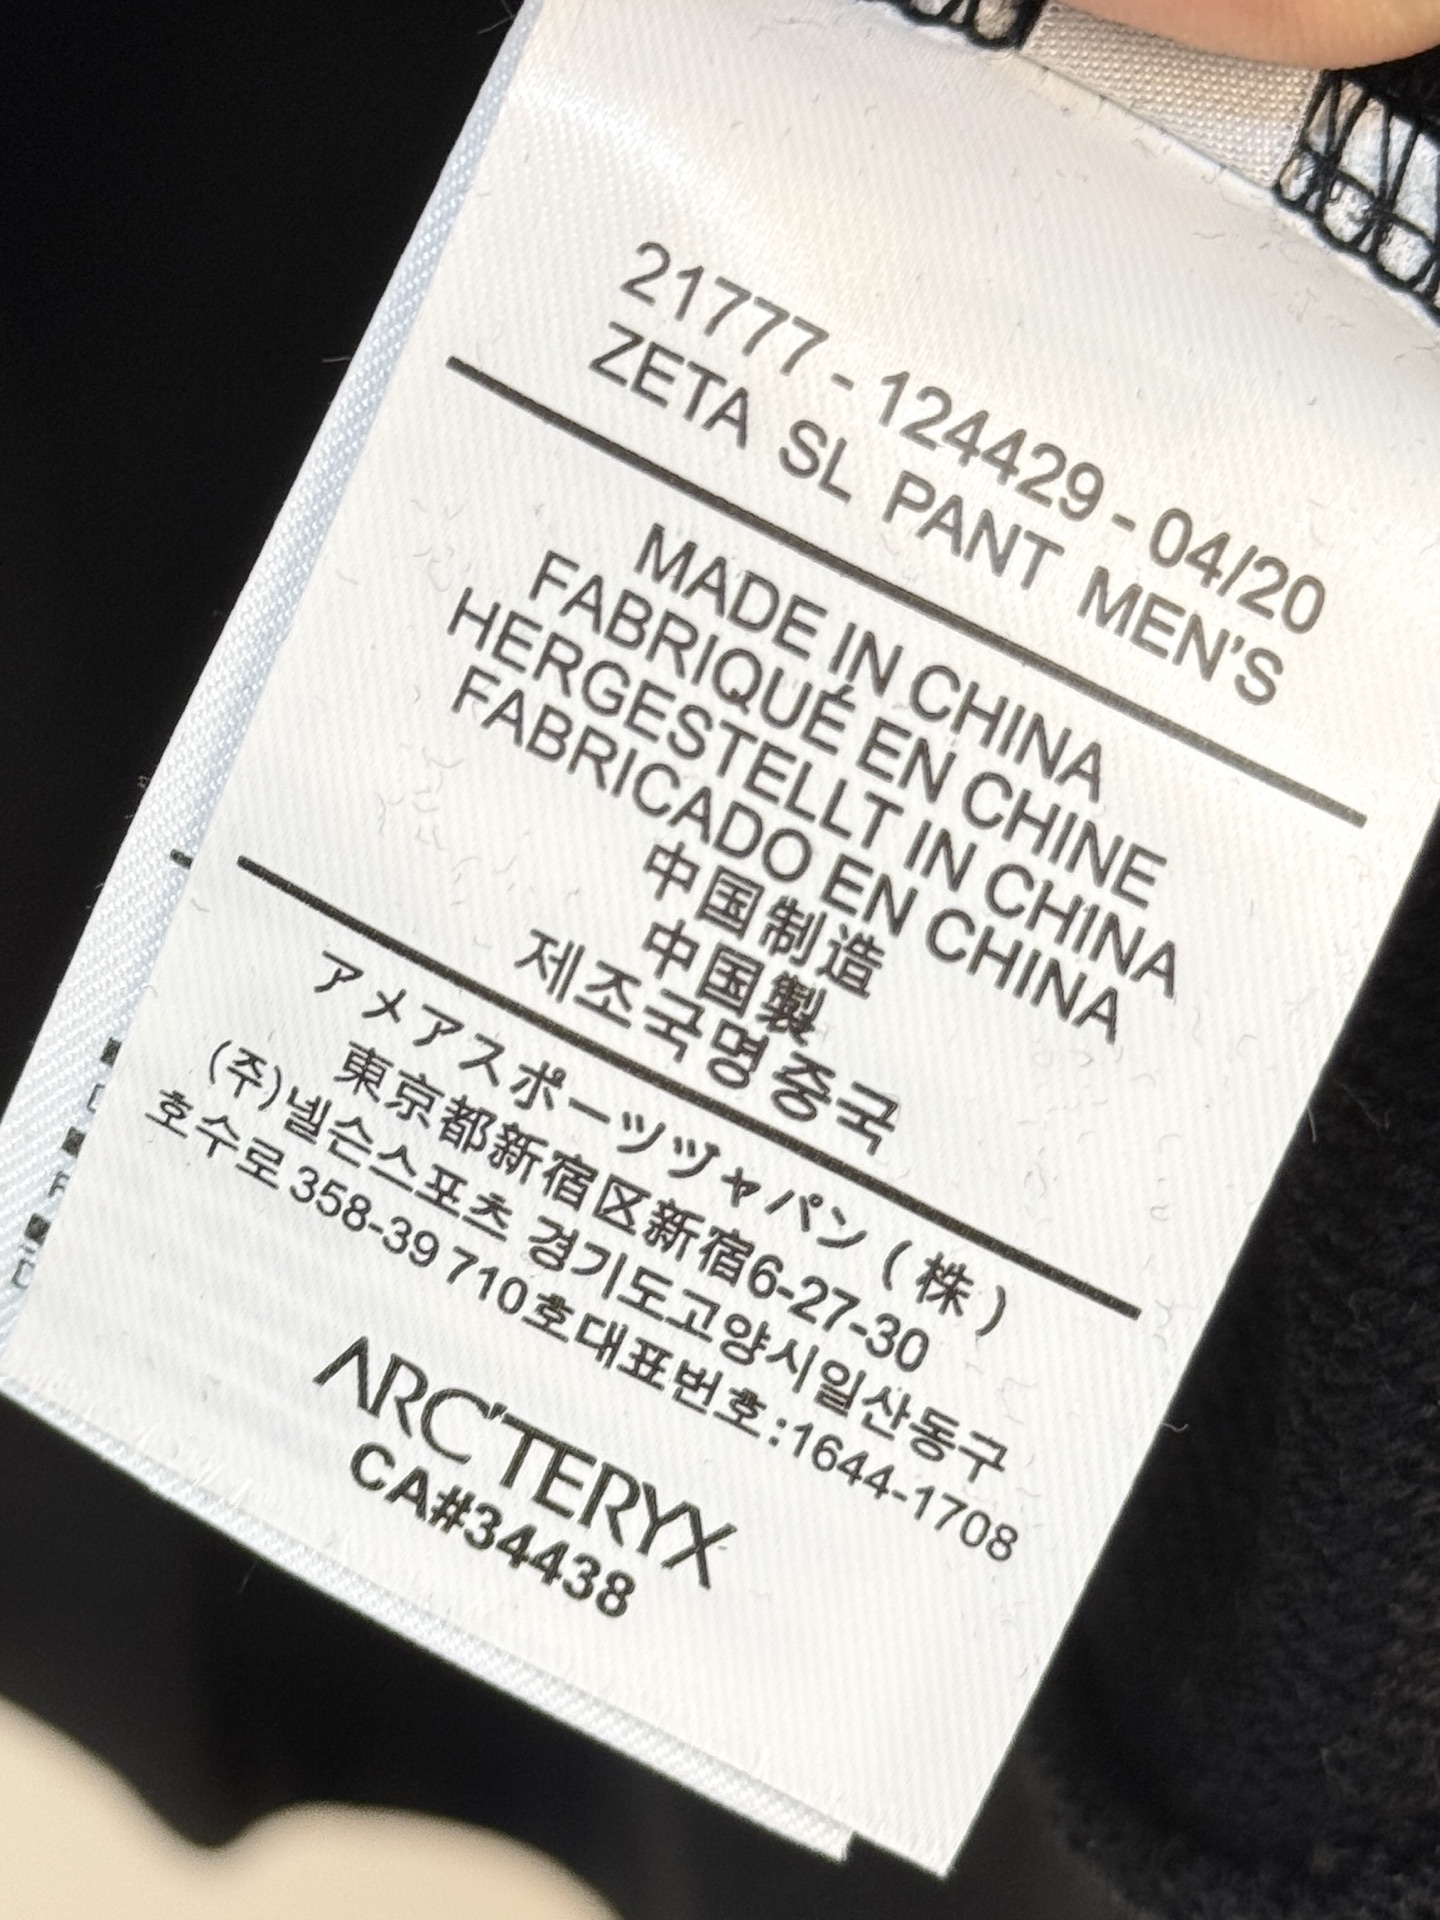 21777 - 124429 - 04/20
ZETA SL PANT MEN'S
MADE IN CHINA
FABRIQUÉ EN CHINE
HERGESTELLT IN CHINA
FABRICADO EN CHINA
中国制造
中国製
제조국명중국
アメアスポーツヅャパン(株)
東京都新宿区新宿6-27-30
(주)넬슨스포츠 경기도고양시일산동구
호수로 358-39 710호대표번호:1644-1708
ARC'TERYX
CA#34438